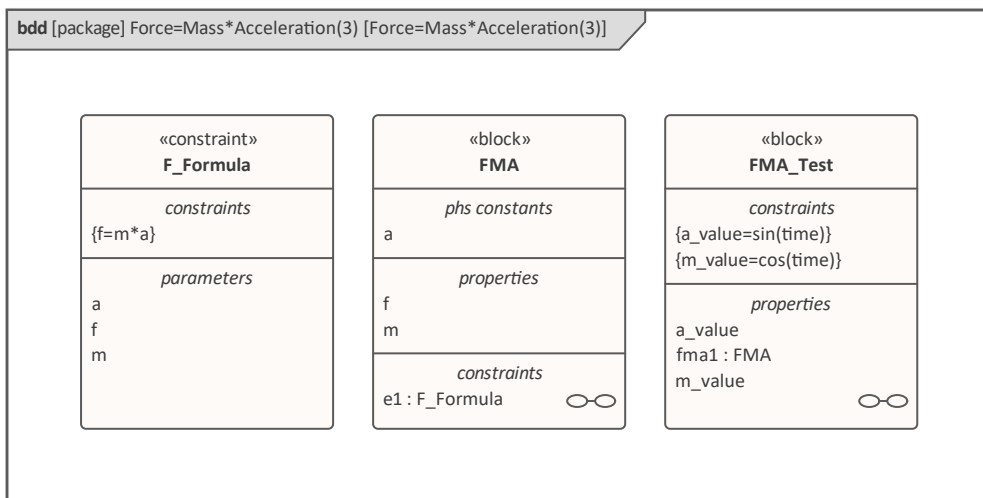 bdd [package] Force=Mass*Acceleration(3) [Force=Mass*Acceleration(3)]
«constraint»
F_Formula
constraints
{f=m*a}
parameters
a
f
m
«block»
FMA
phs constants
a
properties
f
m
constraints
e1 : F_Formula
«block»
FMA_Test
constraints
{a_value=sin(time)}
{m_value=cos(time)}
properties
a_value
fma1 : FMA
m_value